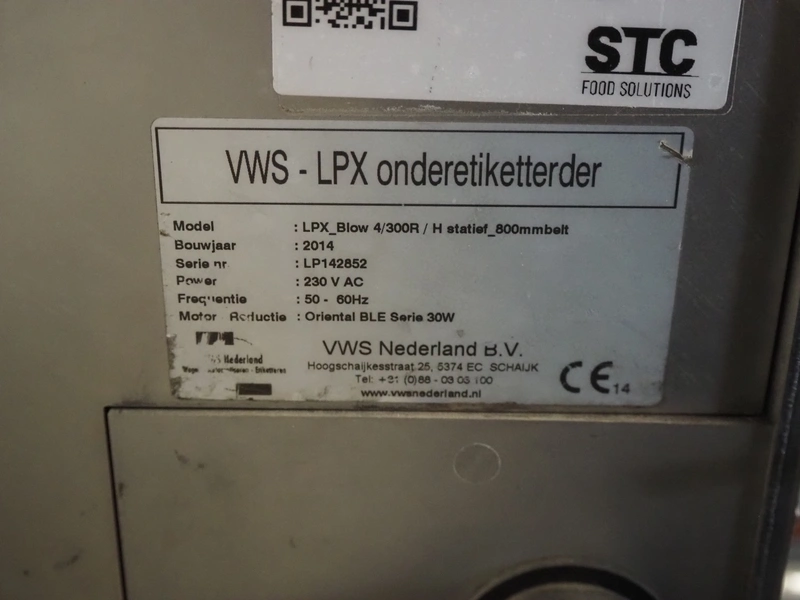 STC
FOOD SOLUTIONS
VWS - LPX onderetiketterder
Model : LPX_Blow 4/300R / H statief_800mmbelt
Bouwjaar : 2014
Serie nr : LP142852
Power : 230 V AC
Frequentie : 50 - 60Hz
Motor Reductie : Oriental BLE Serie 30W
VWS Nederland B.V.
Nederland
Hoogschaijksestraat 25, 5374 EC SCHAIJK
Etiketteren
Tel: +31 (0)88 - 03 03 100
www.vwsnederland.nl
CE 14